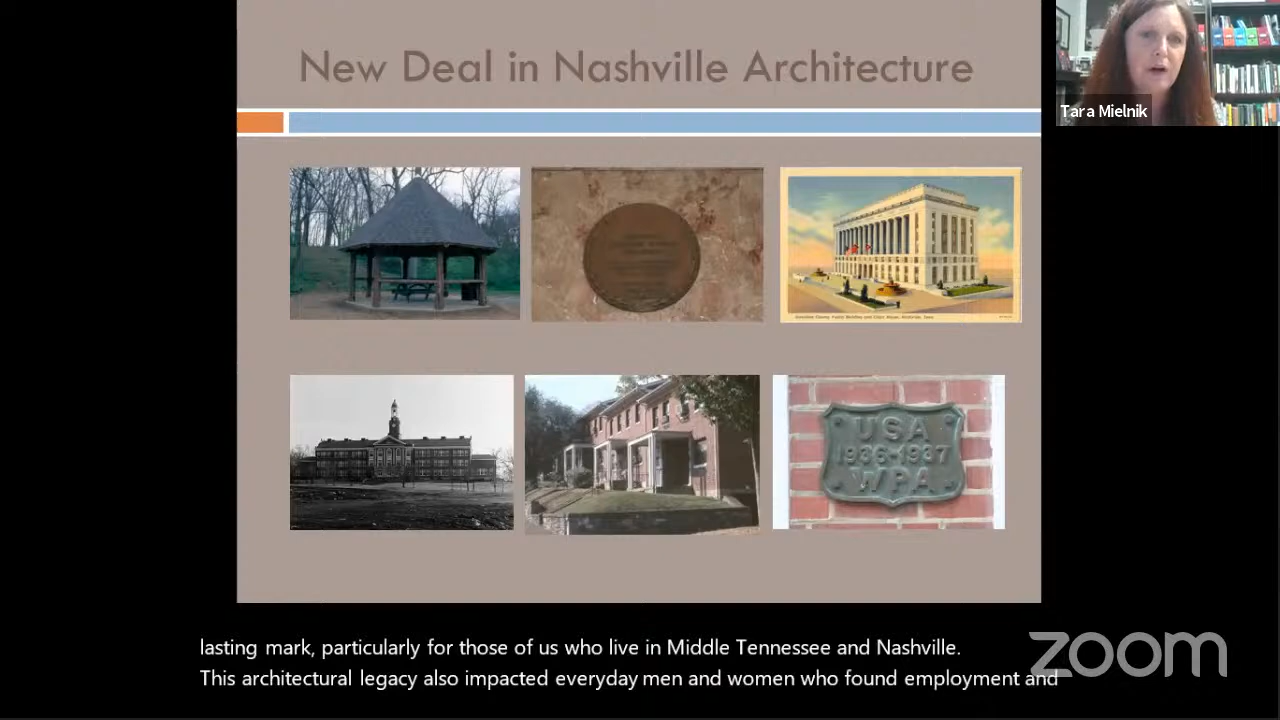 New Deal in Nashville Architecture
Tara Mielnik
USA
1936-1937
WPA
lasting mark, particularly for those of us who live in Middle Tennessee and Nashville.
This architectural legacy also impacted everyday men and women who found employment and
zoom